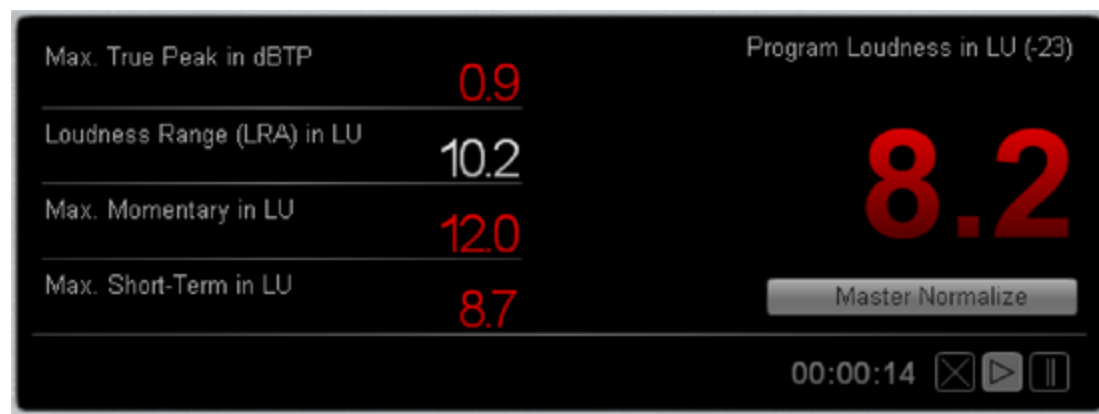 Max. True Peak in dBTP
0.9
Loudness Range (LRA) in LU
10.2
Max. Momentary in LU
12.0
Max. Short-Term in LU
8.7
Program Loudness in LU (-23)
8.2
Master Normalize
00:00:14